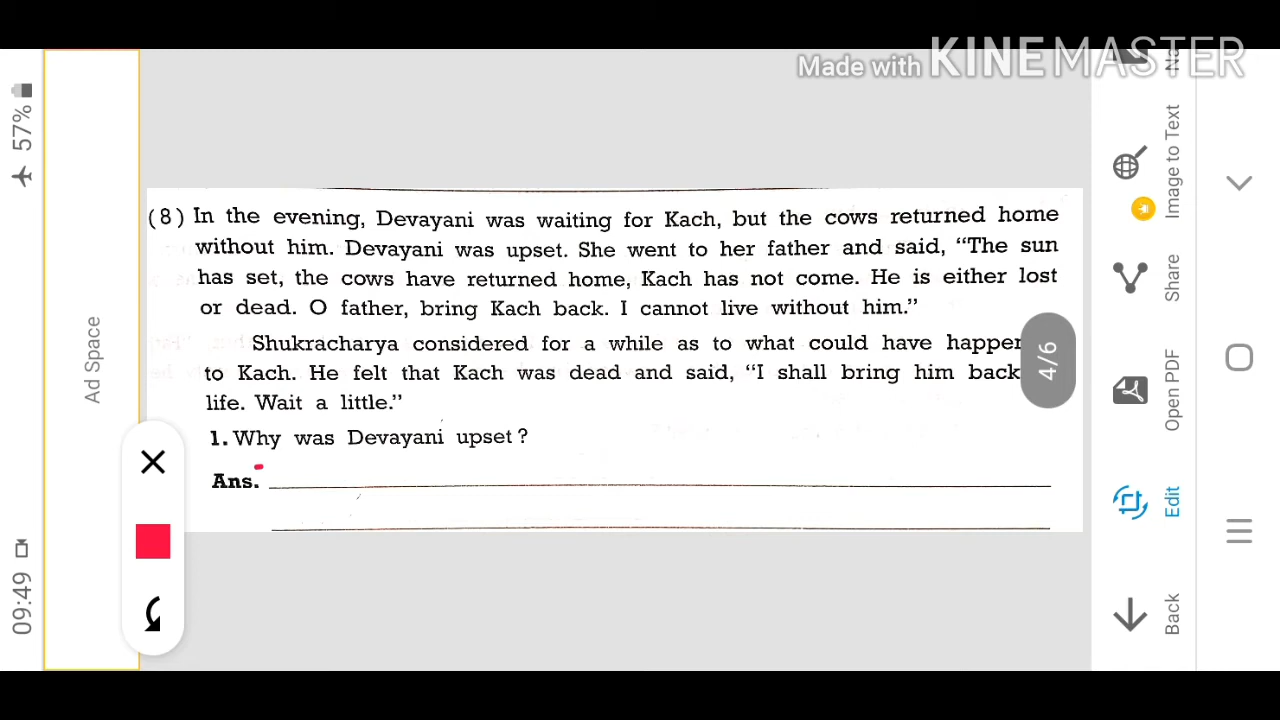 Made with KINEMASTER
57%
09:49
Ad Space
(8) In the evening, Devayani was waiting for Kach, but the cows returned home
without him. Devayani was upset. She went to her father and said, “The sun
has set, the cows have returned home, Kach has not come. He is either lost
or dead. O father, bring Kach back. I cannot live without him.”
Shukracharya considered for a while as to what could have happen
to Kach. He felt that Kach was dead and said, “I shall bring him back
life. Wait a little.”
1. Why was Devayani upset?
Ans.
4/6
Image to Text
Share
Open PDF
Edit
Back